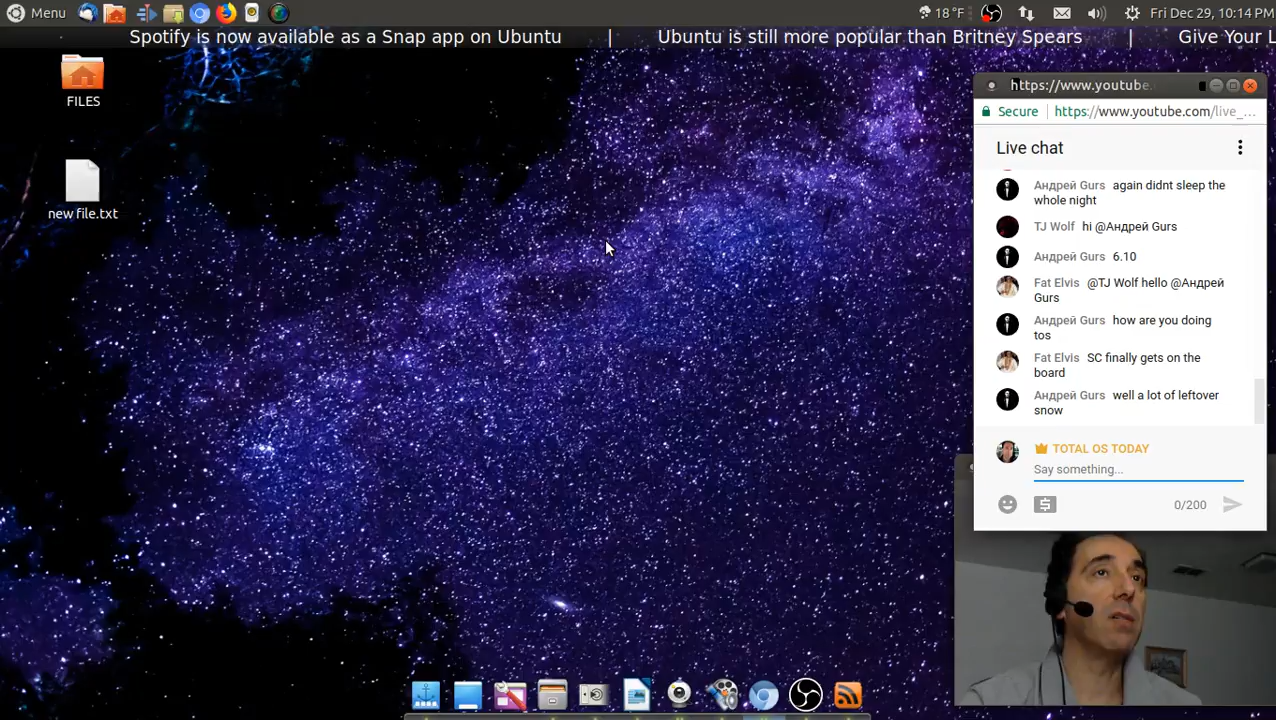 Menu
18 °F
Fri Dec 29, 10:14 PM
Spotify is now available as a Snap app on Ubuntu | Ubuntu is still more popular than Britney Spears | Give Your L
FILES
new file.txt
https://www.youtube.
Secure https://www.youtube.com/live_...
Live chat
Андрей Gurs again didnt sleep the
whole night
TJ Wolf hi @Андрей Gurs
Андрей Gurs 6.10
Fat Elvis @TJ Wolf hello @Андрей
Gurs
Андрей Gurs how are you doing
tos
Fat Elvis SC finally gets on the
board
Андрей Gurs well a lot of leftover
snow
TOTAL OS TODAY
Say something...
0/200